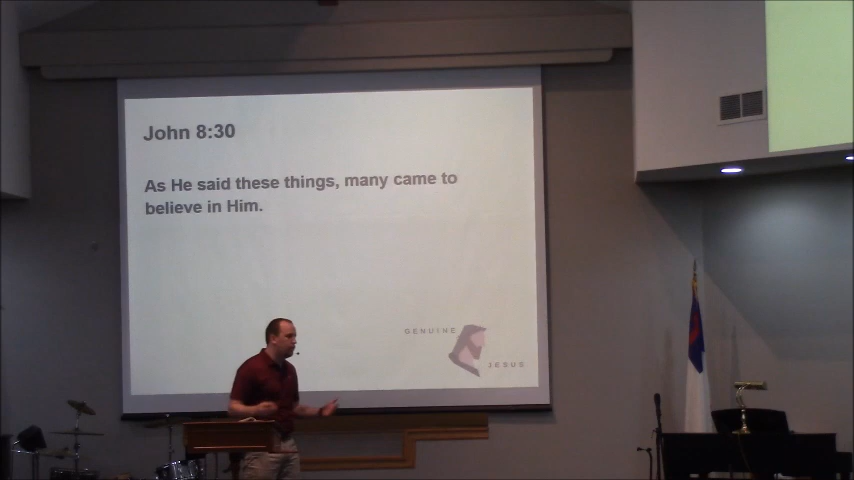 John 8:30
As He said these things, many came to
believe in Him.
GENUINE
JESUS